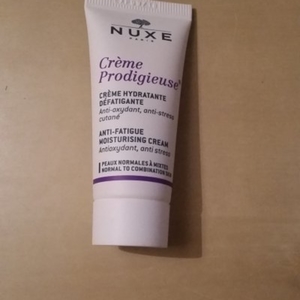 NUXE
PARIS
Crème
Prodigieuse
CRÈME HYDRATANTE
DÉFATIGANTE
Anti-oxydant, anti-stress
cutané
ANTI-FATIGUE
MOISTURISING CREAM
Antioxydant, anti stress
PEAUX NORMALES À MIXTES
NORMAL TO COMBINATION SKIN